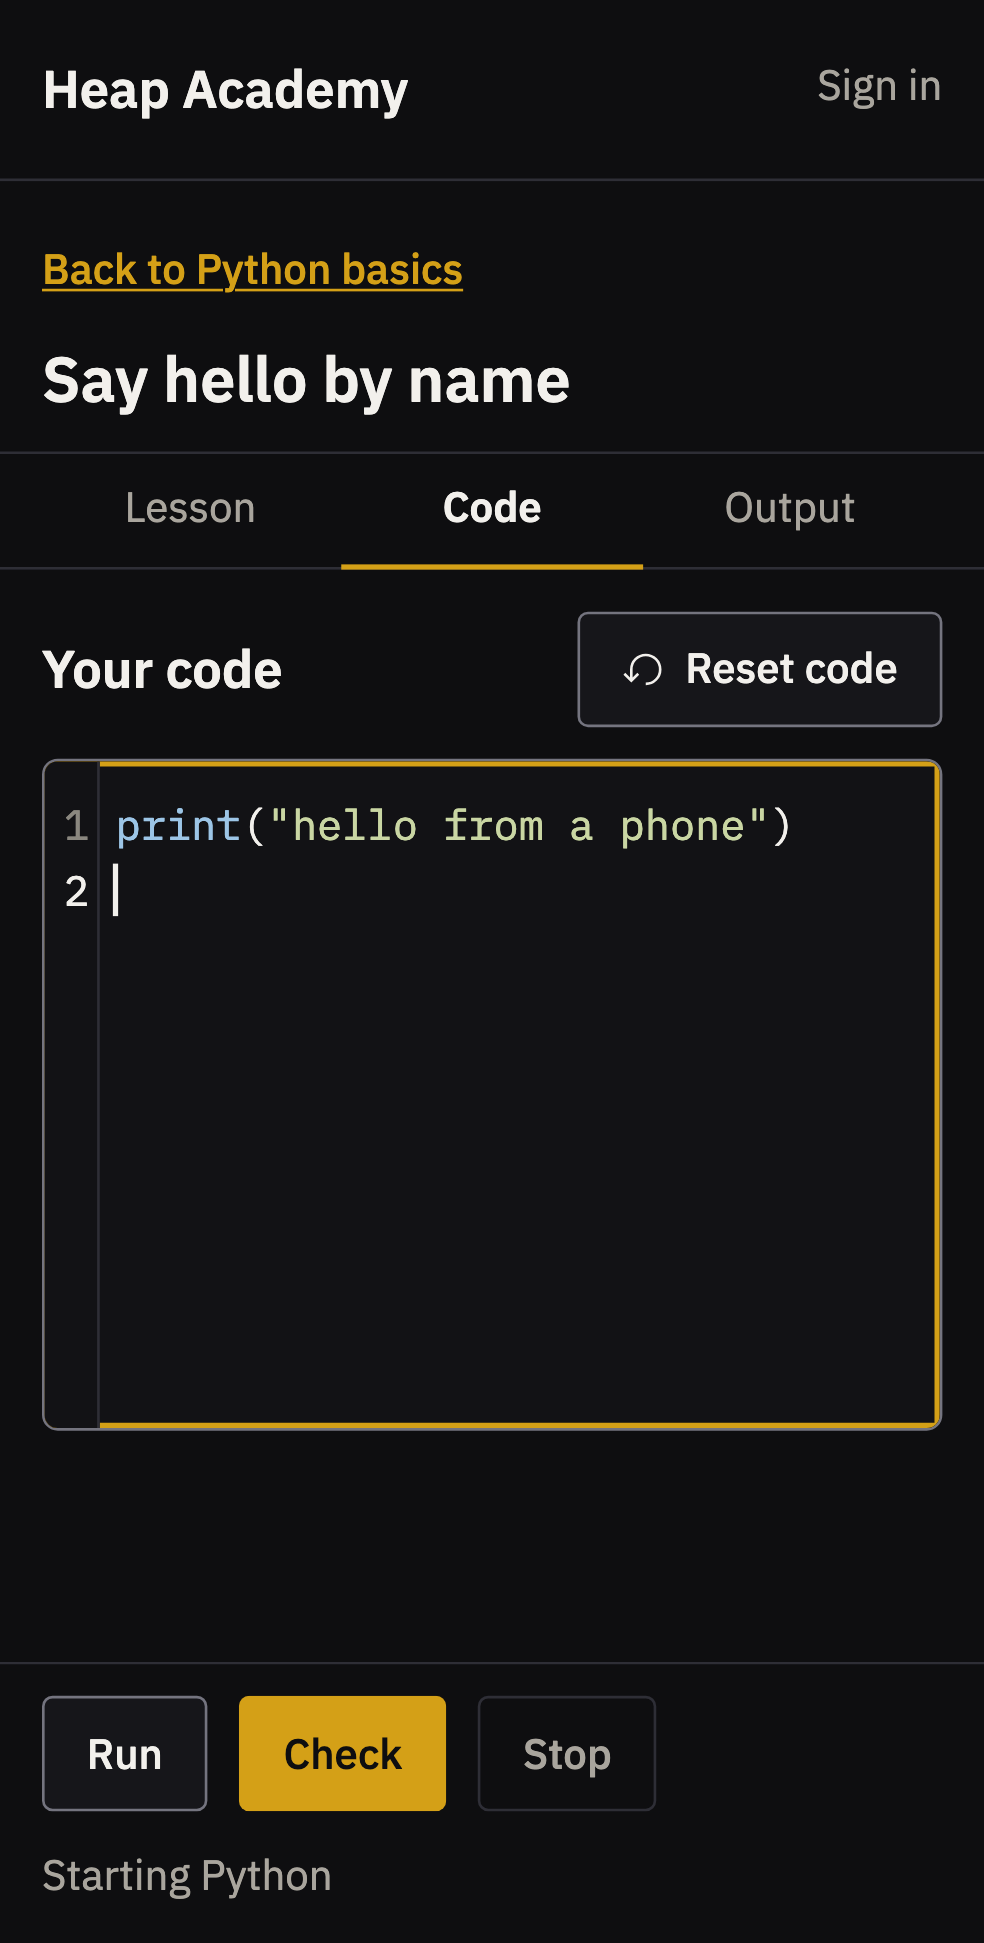 Heap Academy
Sign in
Back to Python basics
Say hello by name
Lesson
Code
Output
Your code
Reset code
1 print("hello from a phone")
2
Run
Check
Stop
Starting Python